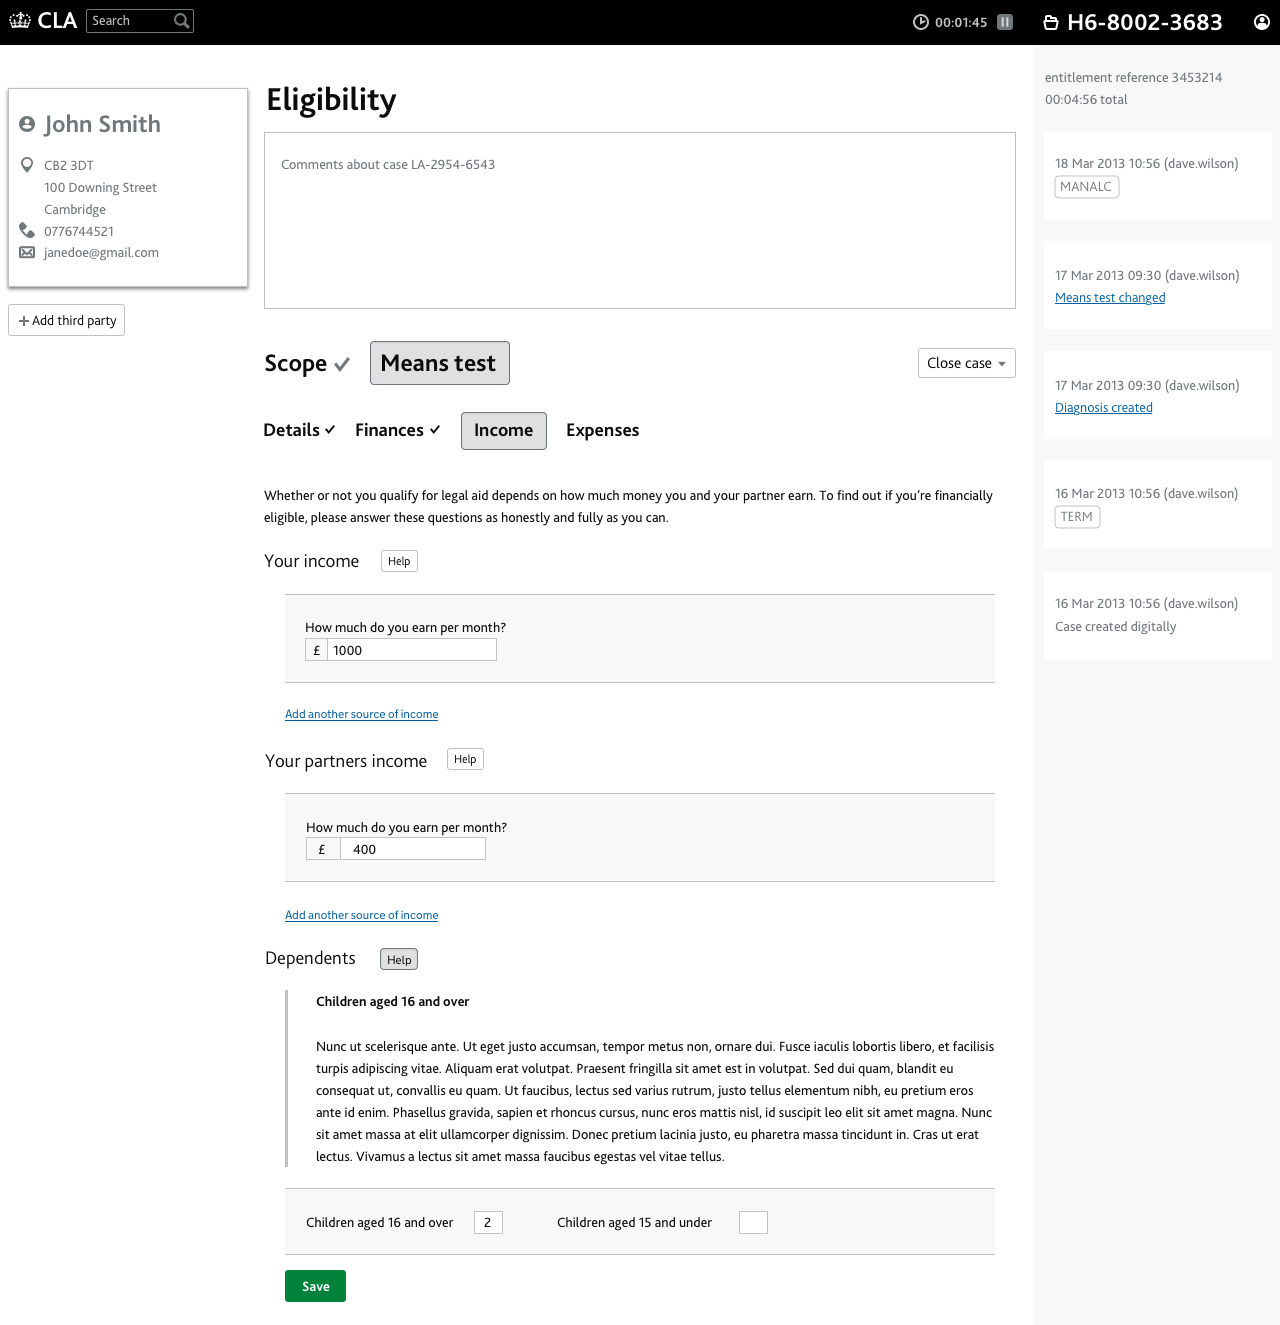 CLA
Search
00:01:45
H6-8002-3683
John Smith
CB2 3DT
100 Downing Street
Cambridge
0776744521
janedoe@gmail.com
Add third party
Eligibility
Comments about case LA-2954-6543
Scope
Means test
Close case
Details
Finances
Income
Expenses
Whether or not you qualify for legal aid depends on how much money you and your partner earn. To find out if you’re financially
eligible, please answer these questions as honestly and fully as you can.
Your income
Help
How much do you earn per month?
£ 1000
Add another source of income
Your partners income
Help
How much do you earn per month?
£ 400
Add another source of income
Dependents
Help
Children aged 16 and over
Nunc ut scelerisque ante. Ut eget justo accumsan, tempor metus non, ornare dui. Fusce iaculis lobortis libero, et facilisis
turpis adipiscing vitae. Aliquam erat volutpat. Praesent fringilla sit amet est in volutpat. Sed dui quam, blandit eu
consequat ut, convallis eu quam. Ut faucibus, lectus sed varius rutrum, justo tellus elementum nibh, eu pretium eros
ante id enim. Phasellus gravida, sapien et rhoncus cursus, nunc eros mattis nisl, id suscipit leo elit sit amet magna. Nunc
sit amet massa at elit ullamcorper dignissim. Donec pretium lacinia justo, eu pharetra massa tincidunt in. Cras ut erat
lectus. Vivamus a lectus sit amet massa faucibus egestas vel vitae tellus.
Children aged 16 and over 2 Children aged 15 and under
Save
entitlement reference 3453214
00:04:56 total
18 Mar 2013 10:56 (dave.wilson)
MANALC
17 Mar 2013 09:30 (dave.wilson)
Means test changed
17 Mar 2013 09:30 (dave.wilson)
Diagnosis created
16 Mar 2013 10:56 (dave.wilson)
TERM
16 Mar 2013 10:56 (dave.wilson)
Case created digitally